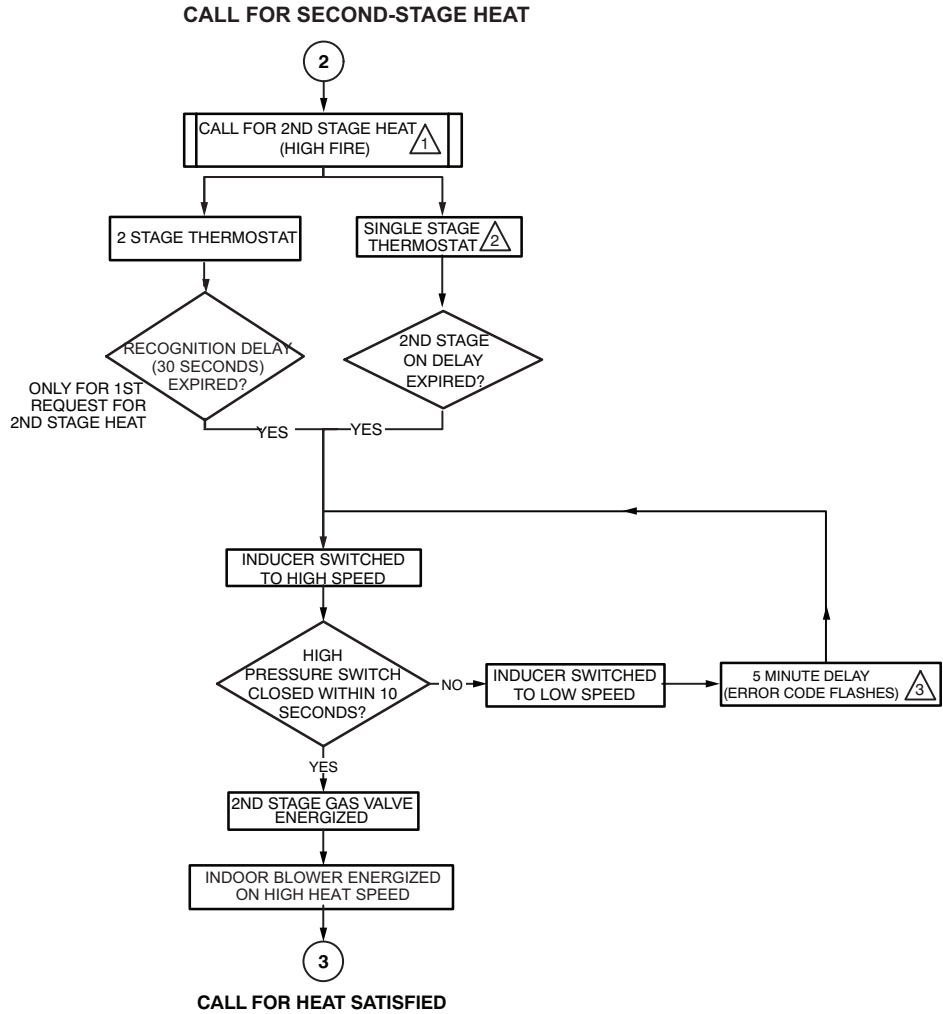 CALL FOR SECOND-STAGE HEAT
2
CALL FOR 2ND STAGE HEAT
(HIGH FIRE)
1
2 STAGE THERMOSTAT
SINGLE STAGE
THERMOSTAT
2
RECOGNITION DELAY
(30 SECONDS)
EXPIRED?
2ND STAGE
ON DELAY
EXPIRED?
ONLY FOR 1ST
REQUEST FOR
2ND STAGE HEAT
YES
YES
INDUCER SWITCHED
TO HIGH SPEED
HIGH
PRESSURE SWITCH
CLOSED WITHIN 10
SECONDS?
NO
INDUCER SWITCHED
TO LOW SPEED
5 MINUTE DELAY
(ERROR CODE FLASHES)
3
YES
2ND STAGE GAS VALVE
ENERGIZED
INDOOR BLOWER ENERGIZED
ON HIGH HEAT SPEED
3
CALL FOR HEAT SATISFIED